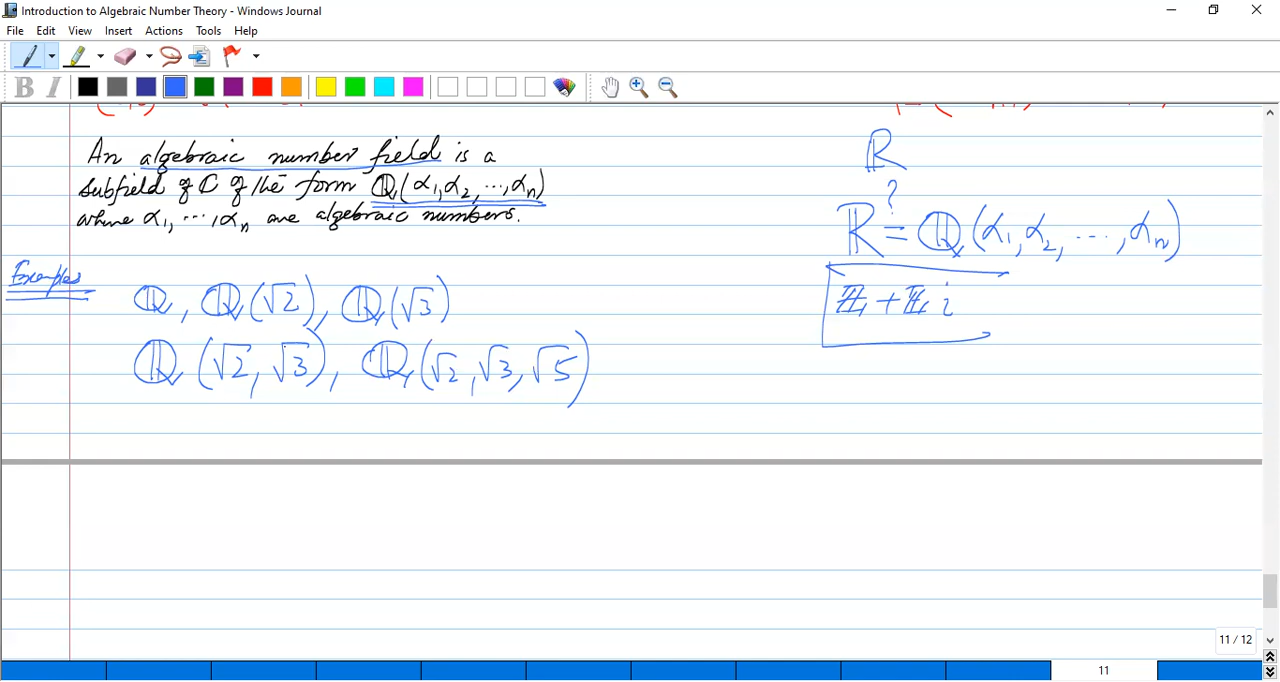 Introduction to Algebraic Number Theory - Windows Journal
File Edit View Insert Actions Tools Help
B I
An algebraic number field is a
subfield of ℂ of the form ℚ(α₁, α₂, ..., αₙ)
where α₁, ..., αₙ are algebraic numbers.
Examples
ℚ, ℚ(√2), ℚ(√3)
ℚ(√2, √3), ℚ(√2, √3, √5)
ℝ
?
ℝ = ℚ(α₁, α₂, ..., αₙ)
ℤ + ℤ i
11 / 12
11